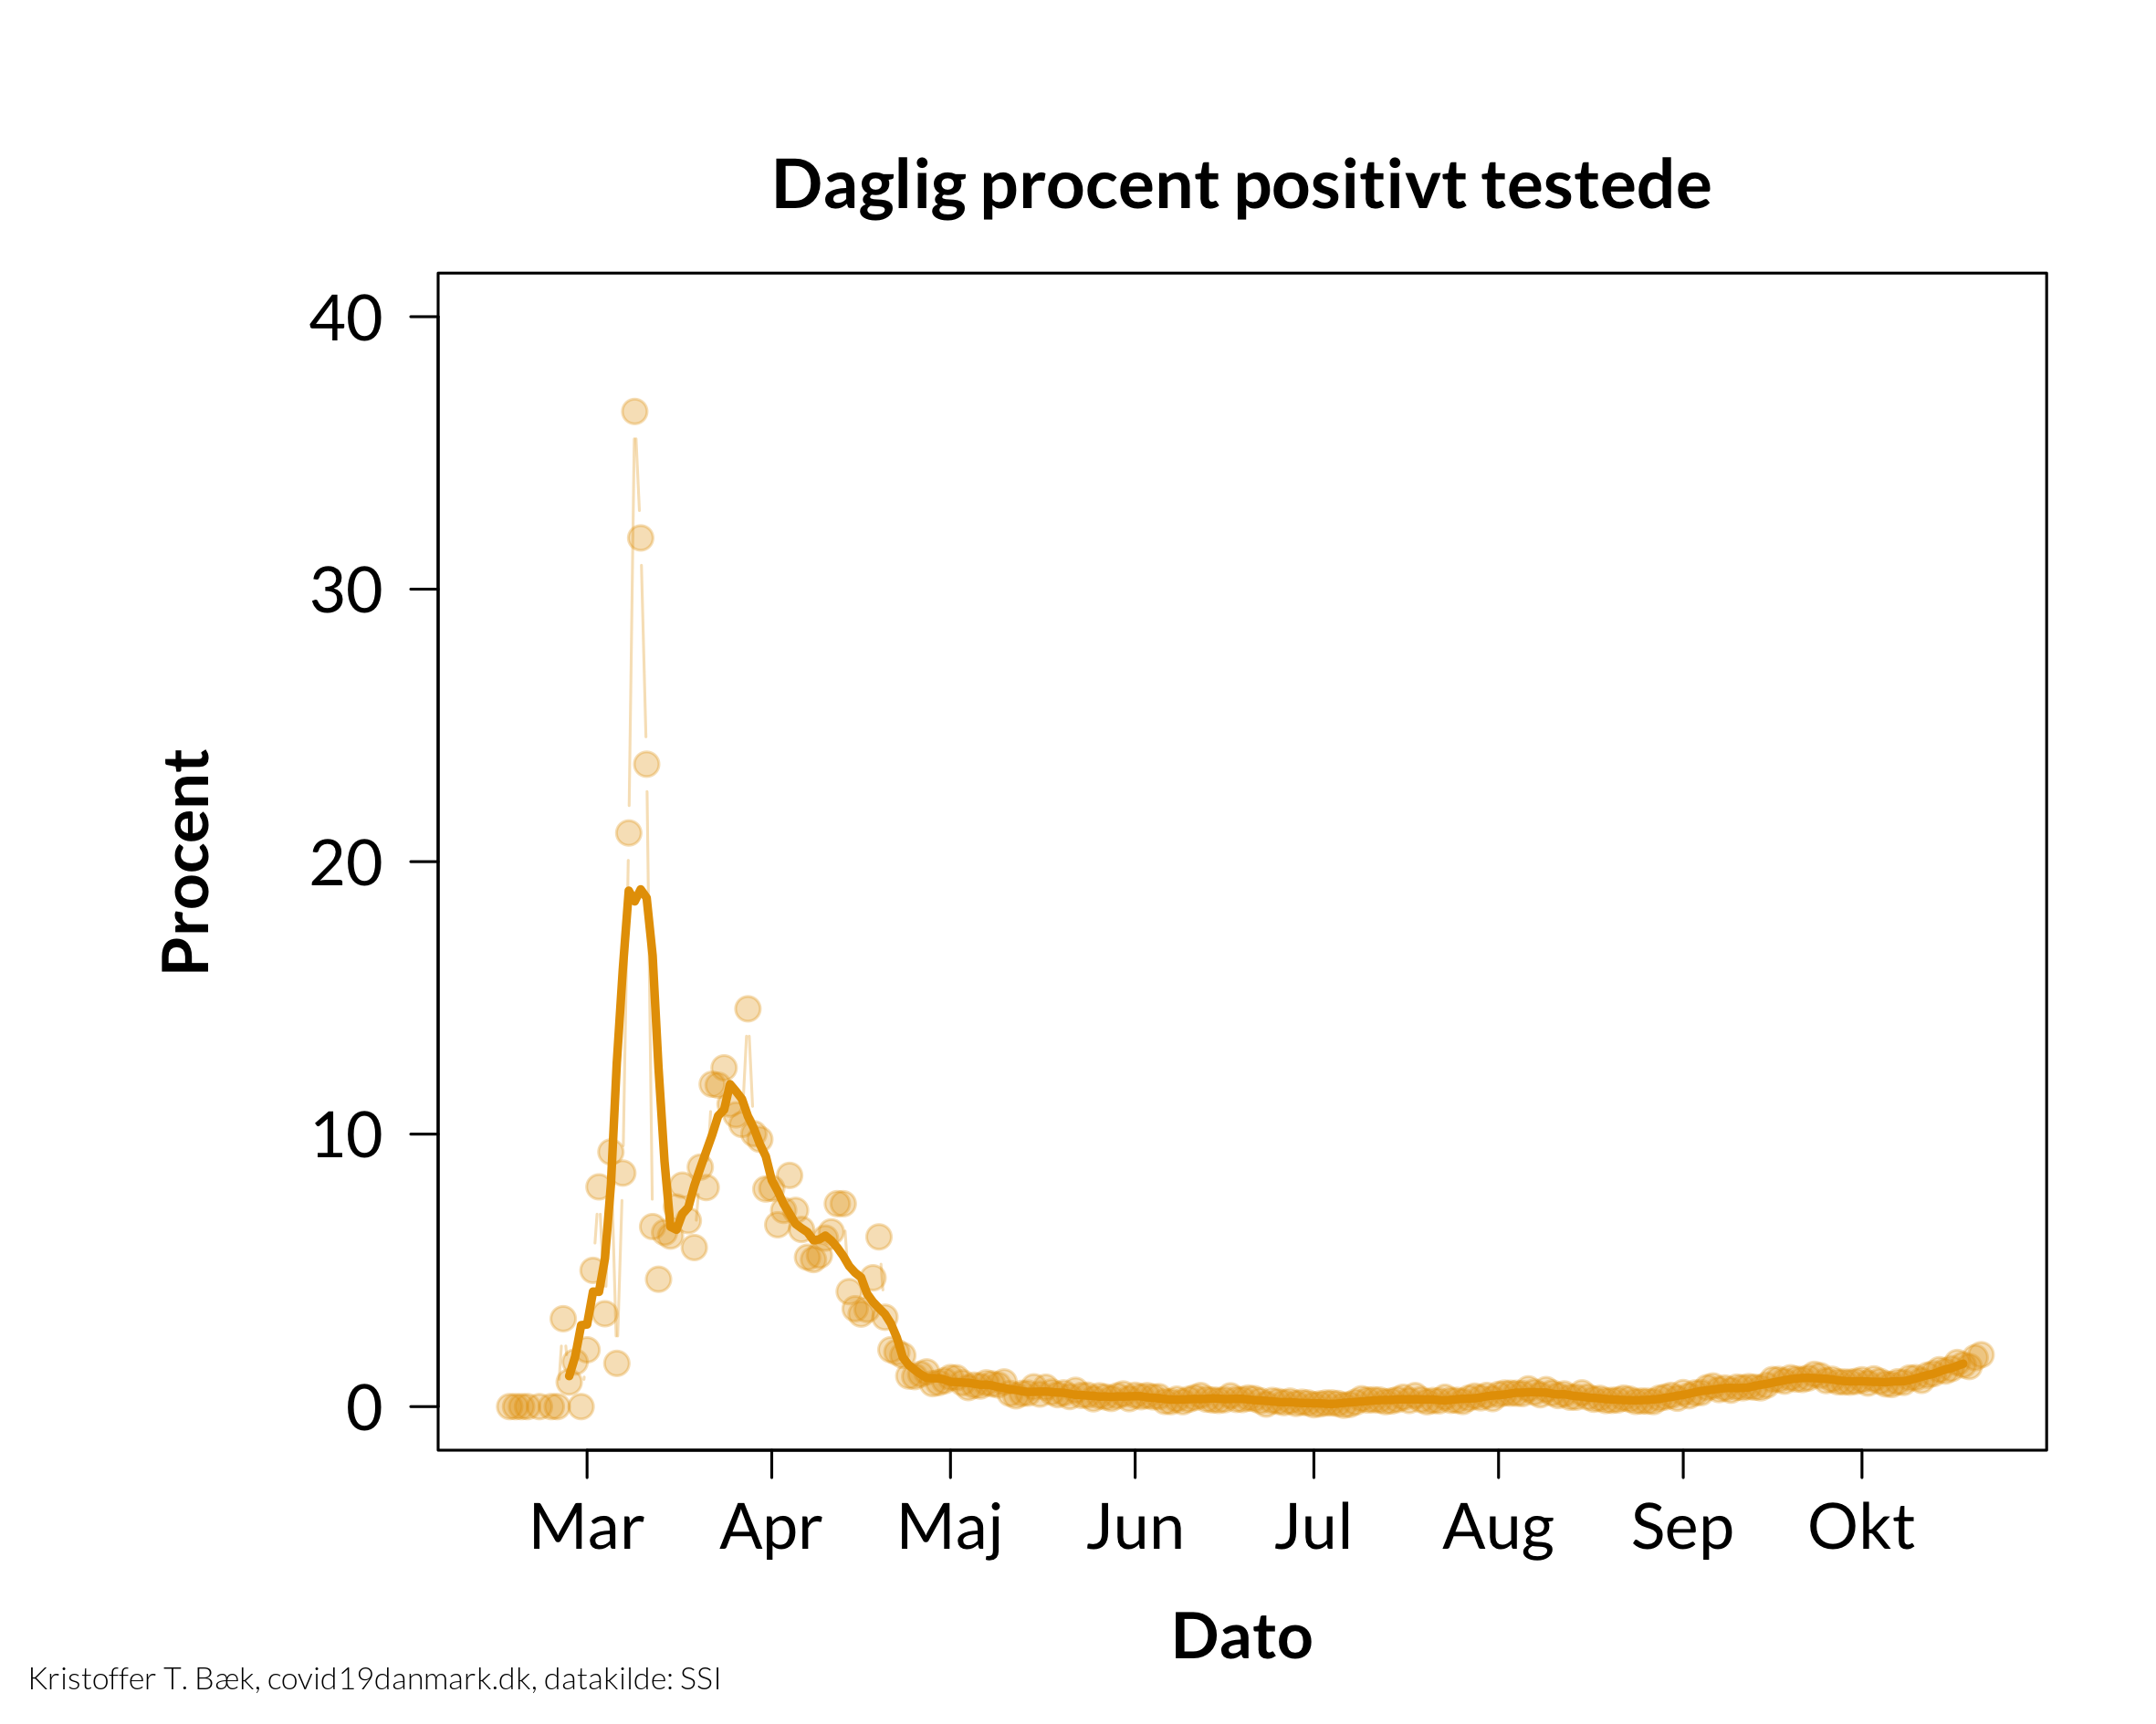 Daglig procent positivt testede
40
30
20
10
0
Procent
Mar Apr Maj Jun Jul Aug Sep Okt
Dato
Kristoffer T. Bæk, covid19danmark.dk, datakilde: SSI